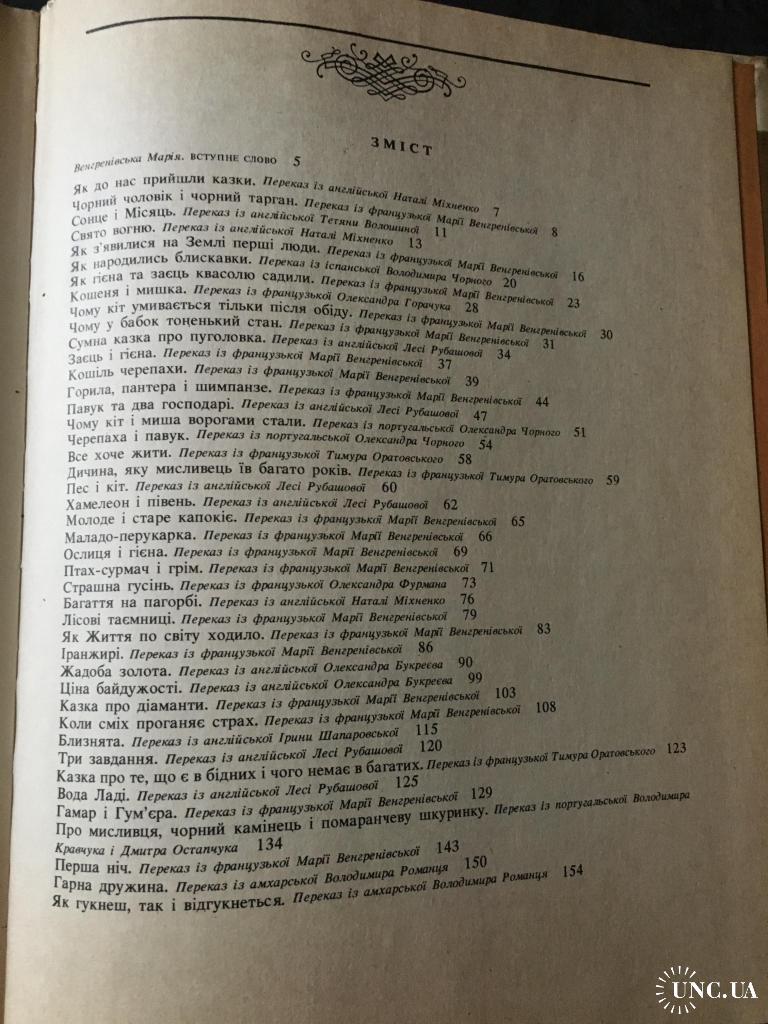 ЗМІСТ
Венгренівська Марія. ВСТУПНЕ СЛОВО 5
Як до нас прийшли казки. Переказ із англійської Наталі Міхненко 7
Чорний чоловік і чорний тарган. Переказ із французької Марії Венгренівської 8
Сонце і Місяць. Переказ із англійської Тетяни Волошиної 11
Свято вогню. Переказ із англійської Наталі Міхненко 13
Як з'явилися на Землі перші люди. Переказ із французької Марії Венгренівської 16
Як народились блискавки. Переказ із іспанської Володимира Чорного 20
Як гієна та заєць квасолю садили. Переказ із французької Марії Венгренівської 23
Кошеня і мишка. Переказ із французької Олександра Горачука 28
Чому кіт умивається тільки після обіду. Переказ із французької Марії Венгренівської 30
Чому у бабок тоненький стан. Переказ із французької Марії Венгренівської 31
Сумна казка про пуголовка. Переказ із англійської Лесі Рубашової 34
Заєць і гієна. Переказ із французької Марії Венгренівської 37
Кошіль черепахи. Переказ із французької Марії Венгренівської 39
Горила, пантера і шимпанзе. Переказ із французької Марії Венгренівської 44
Павук та два господарі. Переказ із англійської Лесі Рубашової 47
Чому кіт і миша ворогами стали. Переказ із португальської Олександра Чорного 51
Черепаха і павук. Переказ із португальської Олександра Чорного 54
Все хоче жити. Переказ із французької Тимура Оратовського 58
Дичина, яку мисливець їв багато років. Переказ із французької Тимура Оратовського 59
Пес і кіт. Переказ із англійської Лесі Рубашової 60
Хамелеон і півень. Переказ із англійської Лесі Рубашової 62
Молоде і старе капокіє. Переказ із французької Марії Венгренівської 65
Маладо-перукарка. Переказ із французької Марії Венгренівської 66
Ослиця і гієна. Переказ із французької Марії Венгренівської 69
Птах-сурмач і грім. Переказ із французької Марії Венгренівської 71
Страшна гусінь. Переказ із французької Олександра Фурмана 73
Багаття на пагорбі. Переказ із англійської Наталі Міхненко 76
Лісові таємниці. Переказ із французької Марії Венгренівської 79
Як Життя по світу ходило. Переказ із французької Марії Венгренівської 83
Іранжирі. Переказ із французької Марії Венгренівської 86
Жадоба золота. Переказ із англійської Олександра Букреєва 90
Ціна байдужості. Переказ із англійської Олександра Букреєва 99
Казка про діаманти. Переказ із французької Марії Венгренівської 103
Коли сміх проганяє страх. Переказ із французької Марії Венгренівської 108
Близнята. Переказ із англійської Ірини Шапаровської 115
Три завдання. Переказ із англійської Лесі Рубашової 120
Казка про те, що є в бідних і чого немає в багатих. Переказ із французької Тимура Оратовського 123
Вода Ладі. Переказ із англійської Лесі Рубашової 125
Гамар і Гум'єра. Переказ із французької Марії Венгренівської 129
Про мисливця, чорний камінець і помаранчеву шкуринку. Переказ із португальської Володимира
Кравчука і Дмитра Остапчука 134
Перша ніч. Переказ із французької Марії Венгренівської 143
Гарна дружина. Переказ із амхарської Володимира Романця 150
Як гукнеш, так і відгукнеться. Переказ із амхарської Володимира Романця 154
UNC.UA